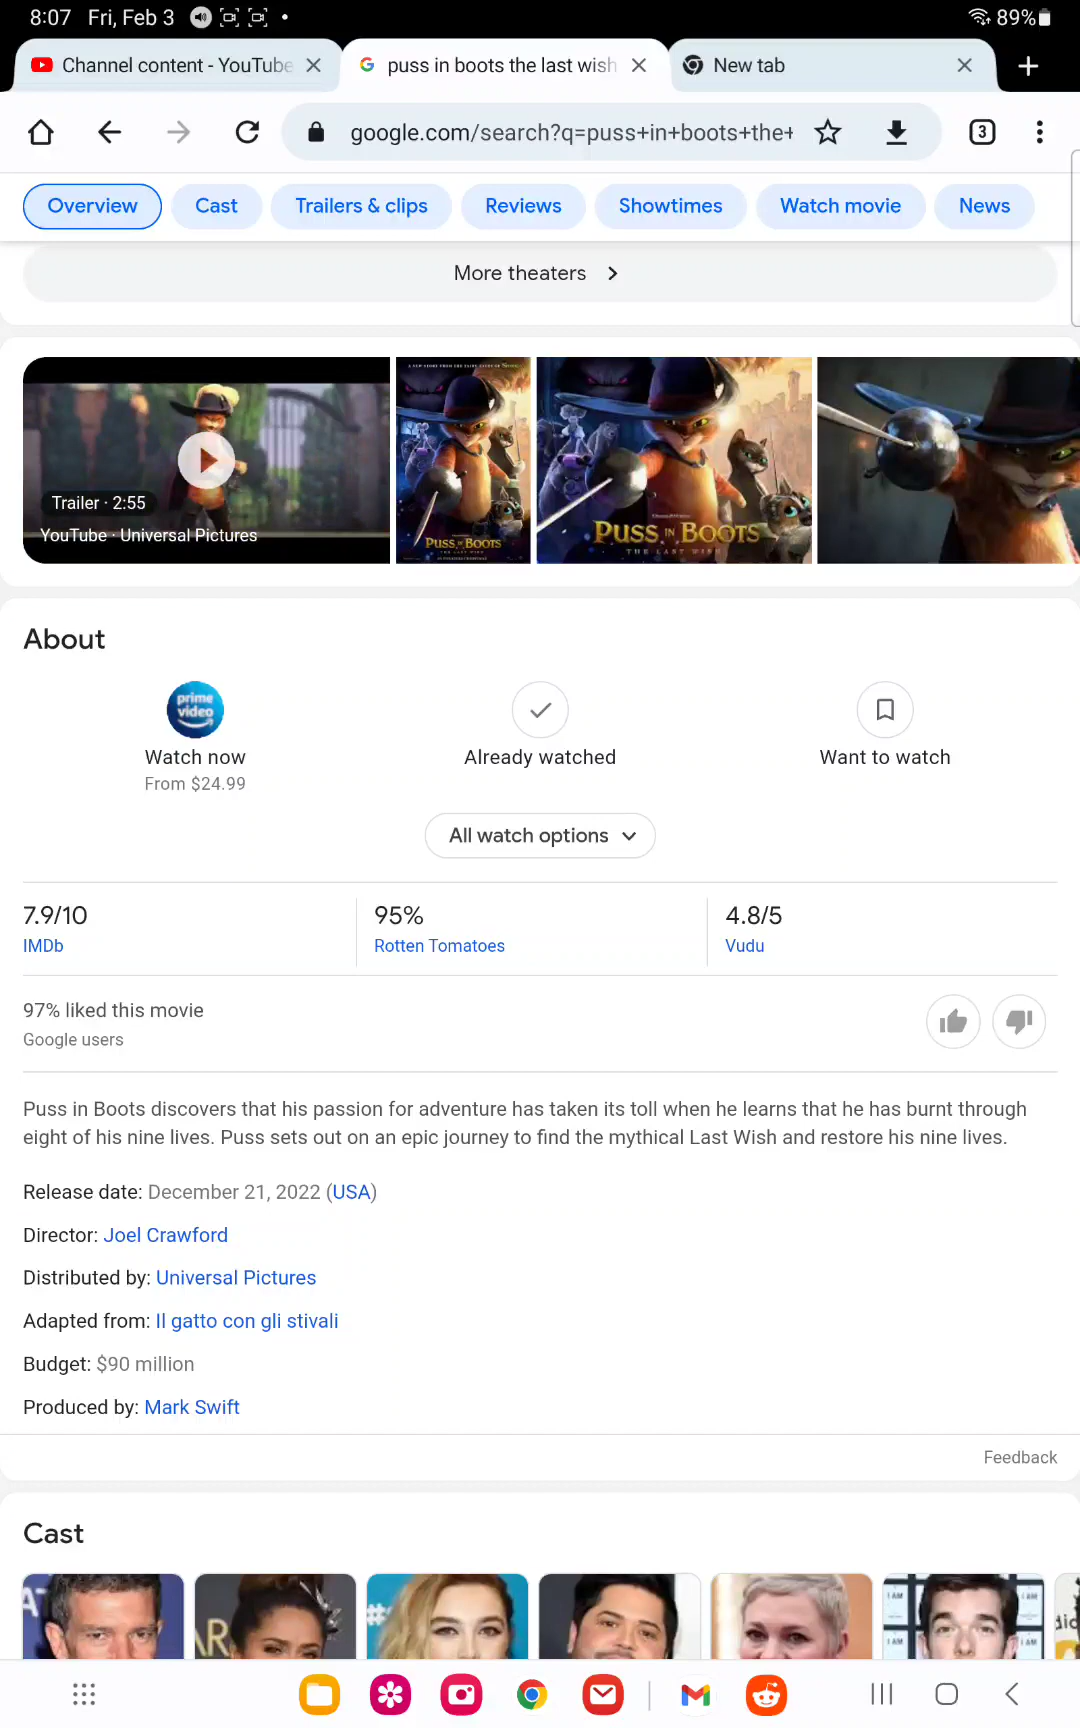 8:07 Fri, Feb 3
89%
Channel content - YouTube
puss in boots the last wish
New tab
google.com/search?q=puss+in+boots+the+
3
Overview
Cast
Trailers & clips
Reviews
Showtimes
Watch movie
News
More theaters
Trailer · 2:55
YouTube · Universal Pictures
PUSS IN BOOTS
THE LAST WISH
PUSS IN BOOTS
THE LAST WISH
About
prime
video
Watch now
From $24.99
Already watched
Want to watch
All watch options
7.9/10
IMDb
95%
Rotten Tomatoes
4.8/5
Vudu
97% liked this movie
Google users
Puss in Boots discovers that his passion for adventure has taken its toll when he learns that he has burnt through
eight of his nine lives. Puss sets out on an epic journey to find the mythical Last Wish and restore his nine lives.
Release date: December 21, 2022 (USA)
Director: Joel Crawford
Distributed by: Universal Pictures
Adapted from: Il gatto con gli stivali
Budget: $90 million
Produced by: Mark Swift
Feedback
Cast